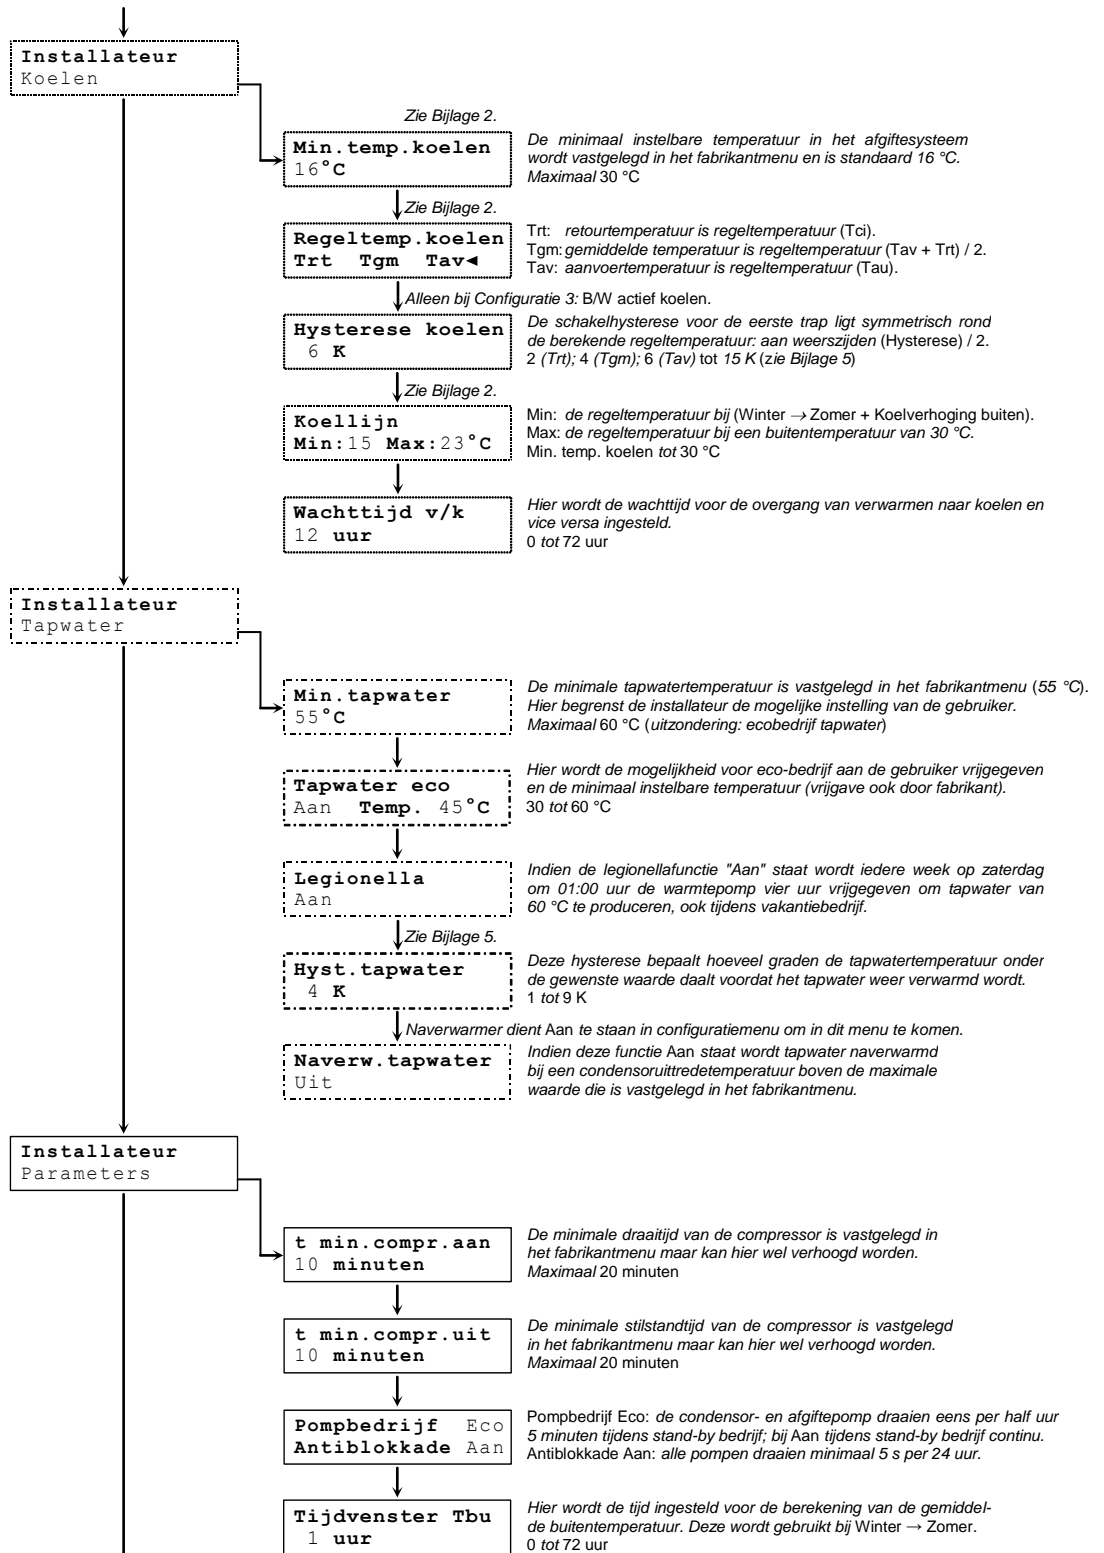 Installateur
Koelen
Zie Bijlage 2.
Min.temp.koelen
16°C
De minimaal instelbare temperatuur in het afgiftesysteem
wordt vastgelegd in het fabrikantmenu en is standaard 16 °C.
Maximaal 30 °C
Zie Bijlage 2.
Regeltemp.koelen
Trt Tgm Tav◄
Trt: retourtemperatuur is regeltemperatuur (Tci).
Tgm: gemiddelde temperatuur is regeltemperatuur (Tav + Trt) / 2.
Tav: aanvoertemperatuur is regeltemperatuur (Tau).
Alleen bij Configuratie 3: B/W actief koelen.
Hysterese koelen
6 K
De schakelhysterese voor de eerste trap ligt symmetrisch rond
de berekende regeltemperatuur: aan weerszijden (Hysterese) / 2.
2 (Trt); 4 (Tgm); 6 (Tav) tot 15 K (zie Bijlage 5)
Zie Bijlage 2.
Koellijn
Min:15 Max:23°C
Min: de regeltemperatuur bij (Winter → Zomer + Koelverhoging buiten).
Max: de regeltemperatuur bij een buitentemperatuur van 30 °C.
Min. temp. koelen tot 30 °C
Wachttijd v/k
12 uur
Hier wordt de wachttijd voor de overgang van verwarmen naar koelen en
vice versa ingesteld.
0 tot 72 uur
Installateur
Tapwater
Min.tapwater
55°C
De minimale tapwatertemperatuur is vastgelegd in het fabrikantmenu (55 °C).
Hier begrenst de installateur de mogelijke instelling van de gebruiker.
Maximaal 60 °C (uitzondering: ecobedrijf tapwater)
Tapwater eco
Aan Temp. 45°C
Hier wordt de mogelijkheid voor eco-bedrijf aan de gebruiker vrijgegeven
en de minimaal instelbare temperatuur (vrijgave ook door fabrikant).
30 tot 60 °C
Legionella
Aan
Indien de legionellafunctie "Aan" staat wordt iedere week op zaterdag
om 01:00 uur de warmtepomp vier uur vrijgegeven om tapwater van
60 °C te produceren, ook tijdens vakantiebedrijf.
Zie Bijlage 5.
Hyst.tapwater
4 K
Deze hysterese bepaalt hoeveel graden de tapwatertemperatuur onder
de gewenste waarde daalt voordat het tapwater weer verwarmd wordt.
1 tot 9 K
Naverwarmer dient Aan te staan in configuratiemenu om in dit menu te komen.
Naverw.tapwater
Uit
Indien deze functie Aan staat wordt tapwater naverwarmd
bij een condensoruittredetemperatuur boven de maximale
waarde die is vastgelegd in het fabrikantmenu.
Installateur
Parameters
t min.compr.aan
10 minuten
De minimale draaitijd van de compressor is vastgelegd in
het fabrikantmenu maar kan hier wel verhoogd worden.
Maximaal 20 minuten
t min.compr.uit
10 minuten
De minimale stilstandtijd van de compressor is vastgelegd
in het fabrikantmenu maar kan hier wel verhoogd worden.
Maximaal 20 minuten
Pompbedrijf Eco
Antiblokkade Aan
Pompbedrijf Eco: de condensor- en afgiftepomp draaien eens per half uur
5 minuten tijdens stand-by bedrijf; bij Aan tijdens stand-by bedrijf continu.
Antiblokkade Aan: alle pompen draaien minimaal 5 s per 24 uur.
Tijdvenster Tbu
1 uur
Hier wordt de tijd ingesteld voor de berekening van de gemiddel-
de buitentemperatuur. Deze wordt gebruikt bij Winter → Zomer.
0 tot 72 uur